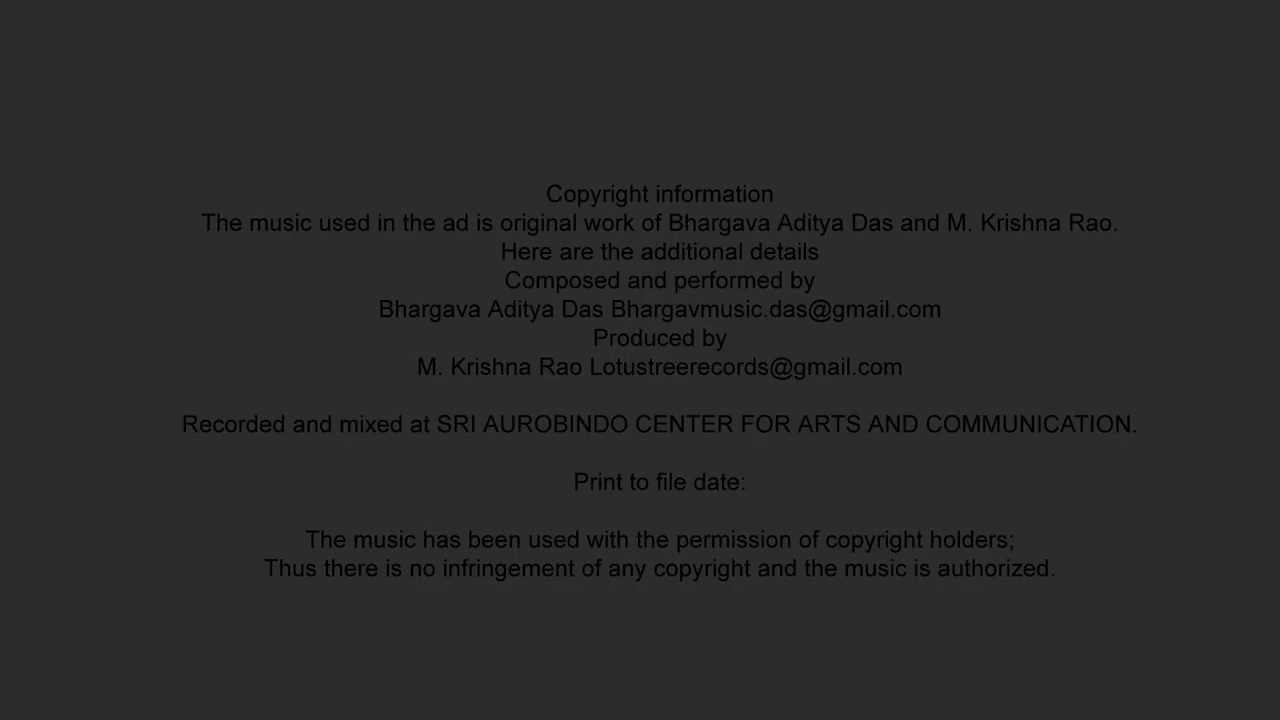 Copyright information
The music used in the ad is original work of Bhargava Aditya Das and M. Krishna Rao.
Here are the additional details
Composed and performed by
Bhargava Aditya Das Bhargavmusic.das@gmail.com
Produced by
M. Krishna Rao Lotustreerecords@gmail.com
Recorded and mixed at SRI AUROBINDO CENTER FOR ARTS AND COMMUNICATION.
Print to file date:
The music has been used with the permission of copyright holders;
Thus there is no infringement of any copyright and the music is authorized.